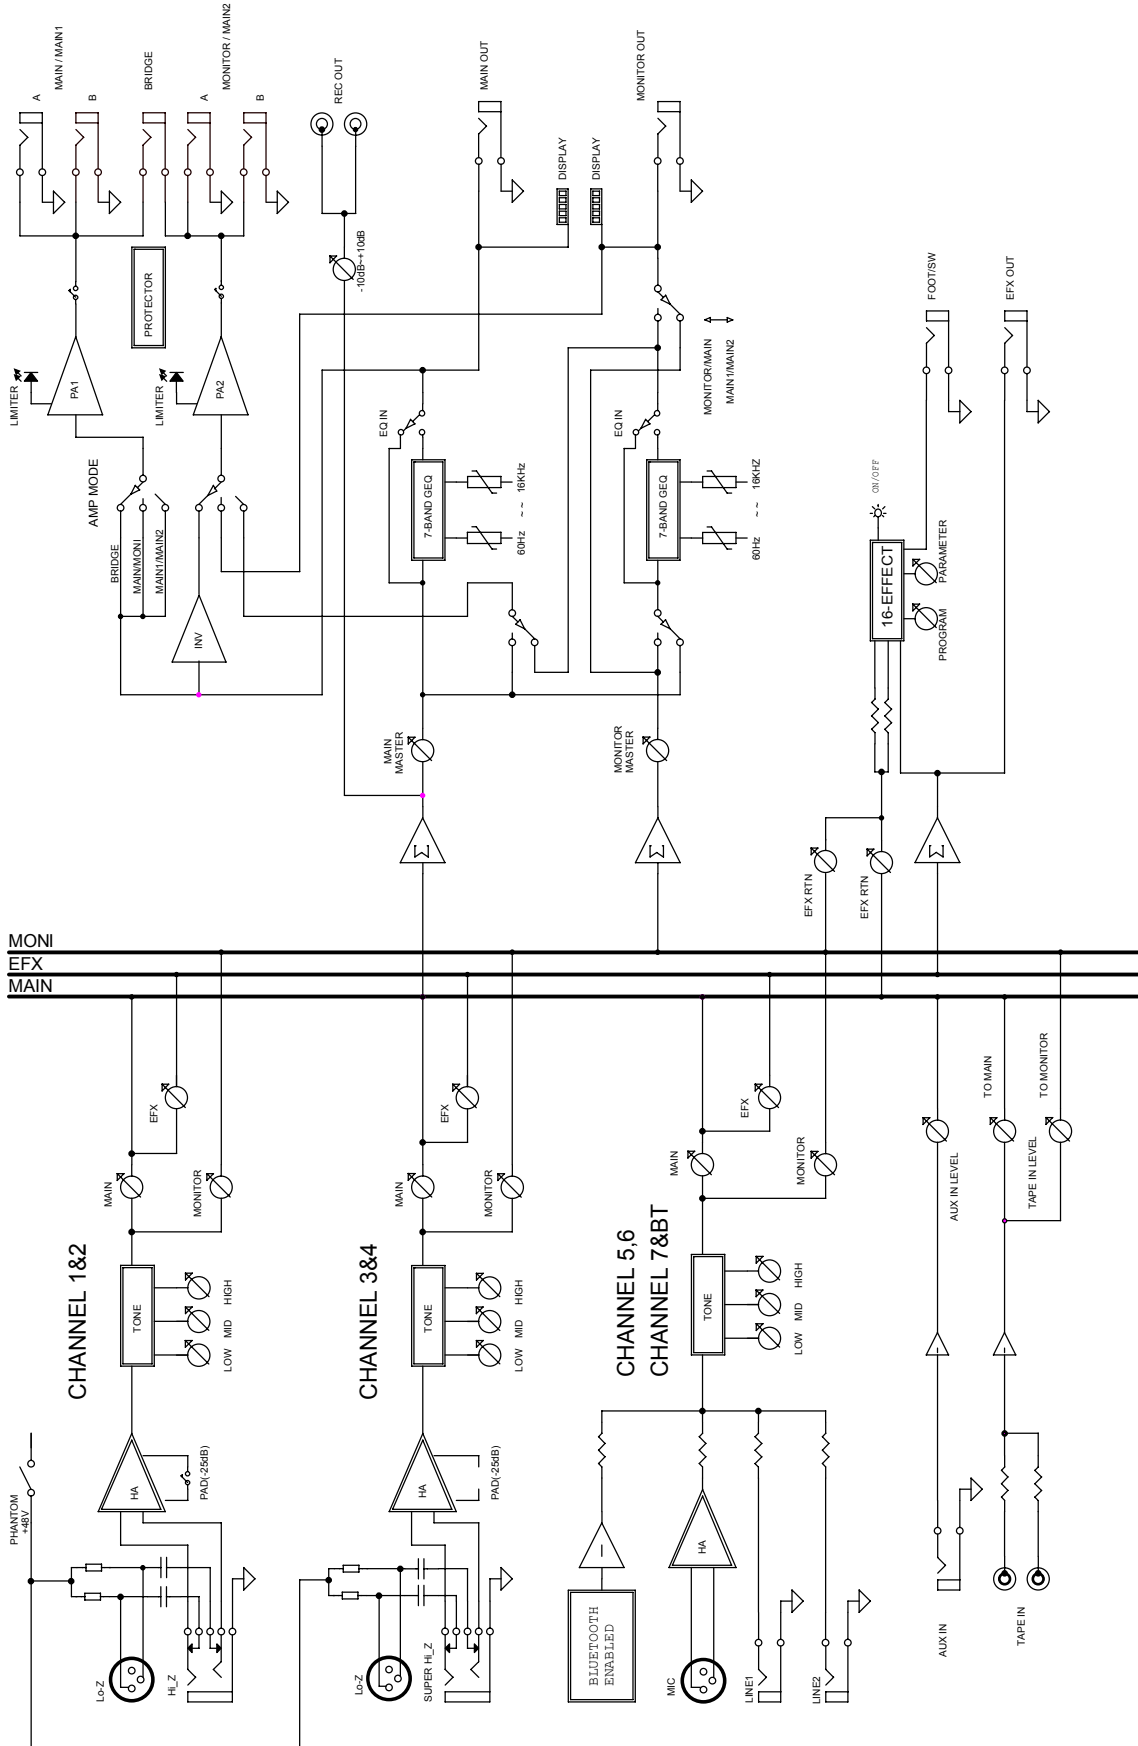 MAIN / MAIN1
A
B
BRIDGE
MONITOR / MAIN2
A
B
REC OUT
MAIN OUT
MONITOR OUT
DISPLAY
DISPLAY
-10dB~+10dB
PROTECTOR
LIMITER
PA1
LIMITER
PA2
AMP MODE
BRIDGE
MAIN/MONI
MAIN1/MAIN2
INV
EQ IN
7-BAND GEQ
60Hz ~ ~ 16KHz
EQ IN
7-BAND GEQ
60Hz ~ ~ 16KHZ
MONITOR/MAIN
MAIN1/MAIN2
FOOT/SW
EFX OUT
ON/OFF
16-EFFECT
PROGRAM
PARAMETER
MAIN
MASTER
MONITOR
MASTER
Σ
Σ
Σ
EFX RTN
EFX RTN
MONI
EFX
MAIN
EFX
MAIN
MONITOR
CHANNEL 1&2
TONE
LOW MID HIGH
PHANTOM
+48V
HA
PAD(-25dB)
Lo-Z
Hi_Z
EFX
MAIN
MONITOR
CHANNEL 3&4
TONE
LOW MID HIGH
HA
PAD(-25dB)
Lo-Z
SUPER Hi_Z
EFX
MAIN
MONITOR
CHANNEL 5,6
CHANNEL 7&BT
TONE
LOW MID HIGH
BLUETOOTH
ENABLED
HA
MIC
LINE1
LINE2
AUX IN LEVEL
TO MAIN
TAPE IN LEVEL
TO MONITOR
AUX IN
TAPE IN